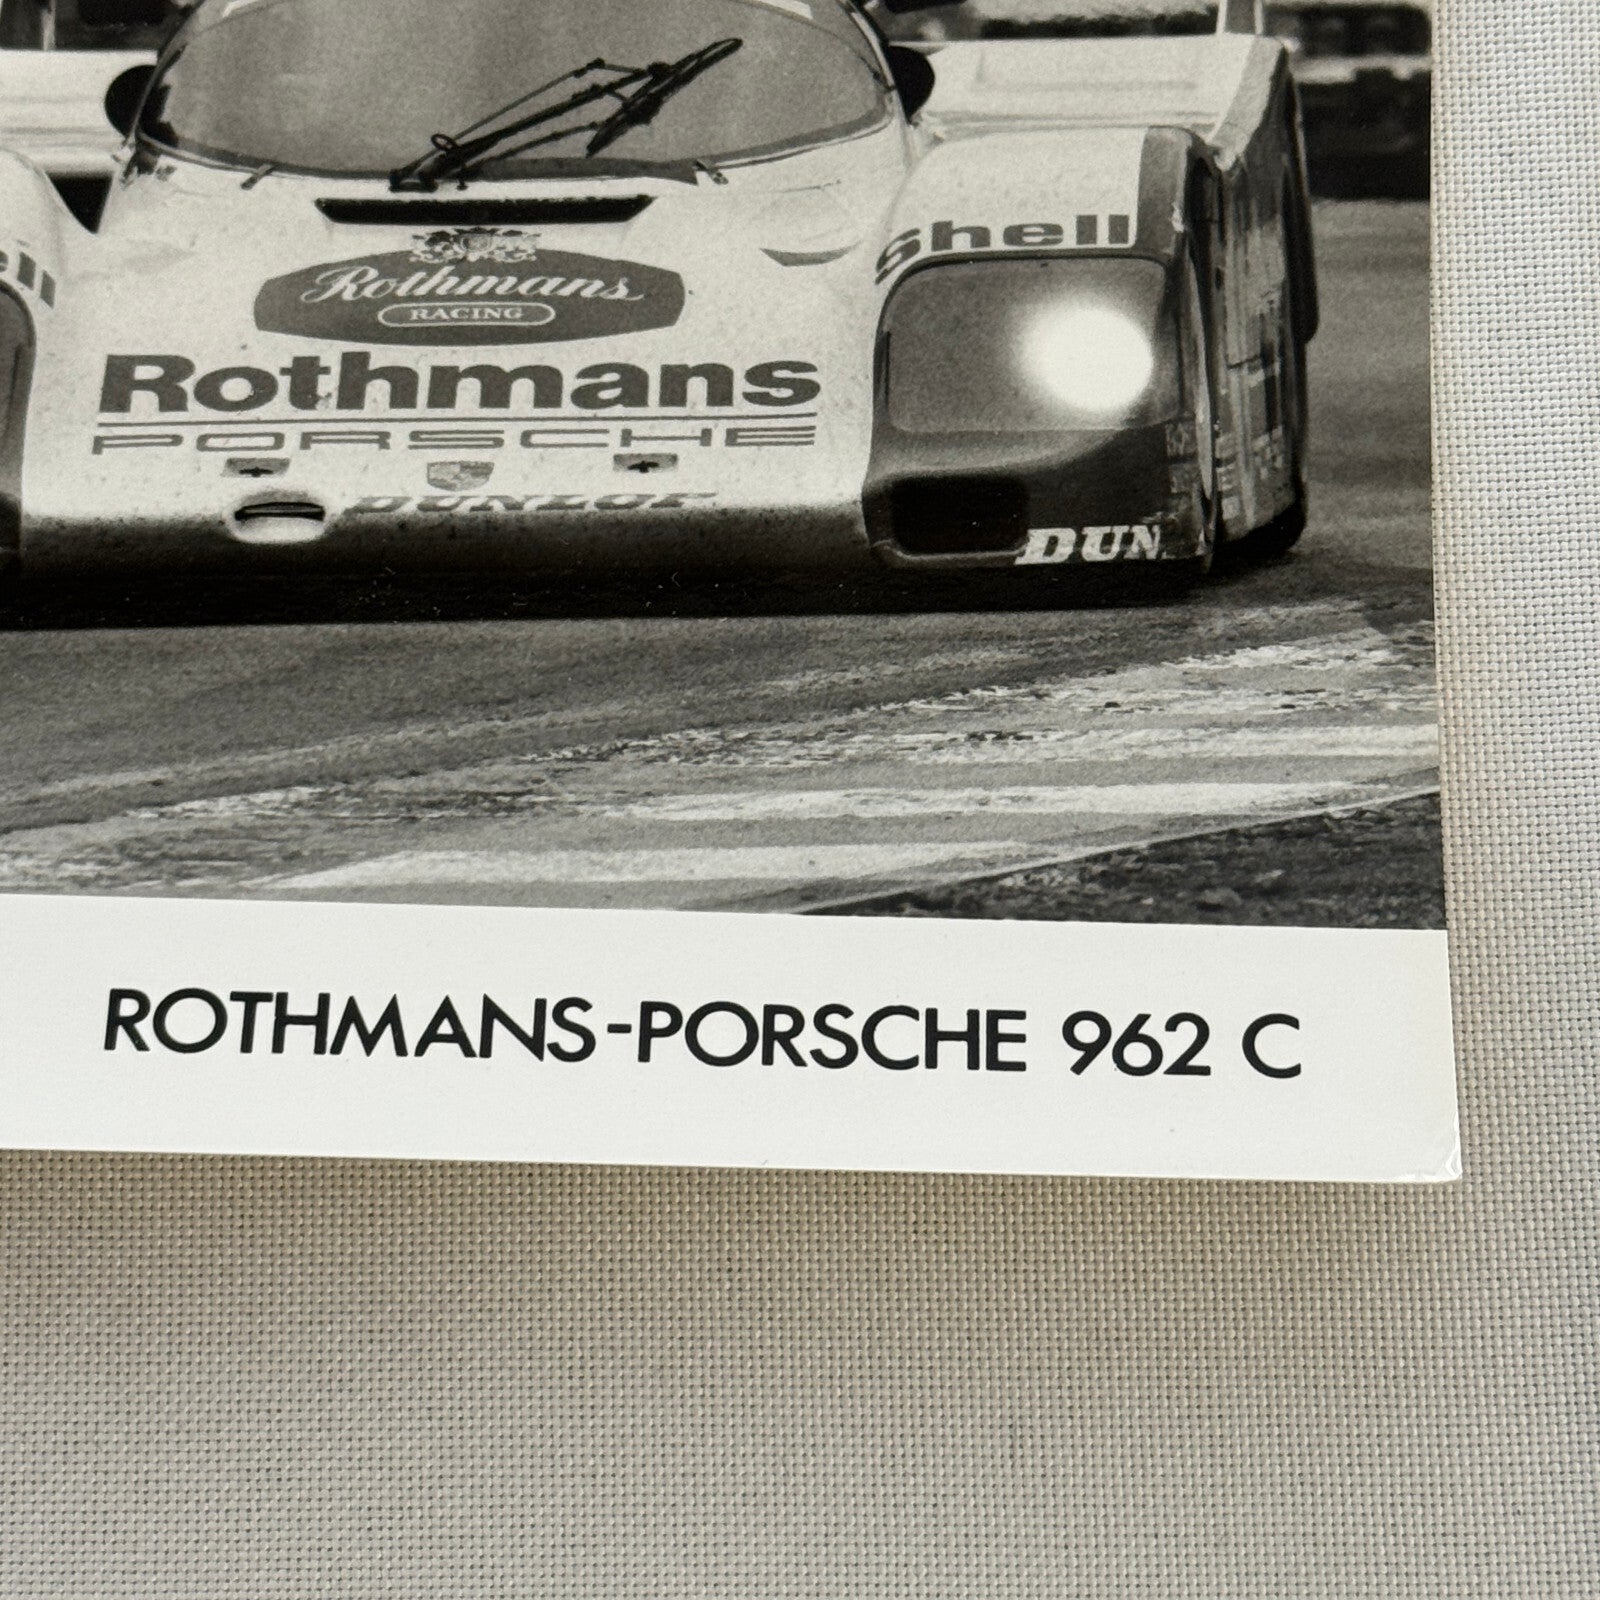 Shell
Rothmans
RACING
Rothmans
PORSCHE
DUNLOP
DUN
ROTHMANS-PORSCHE 962 C